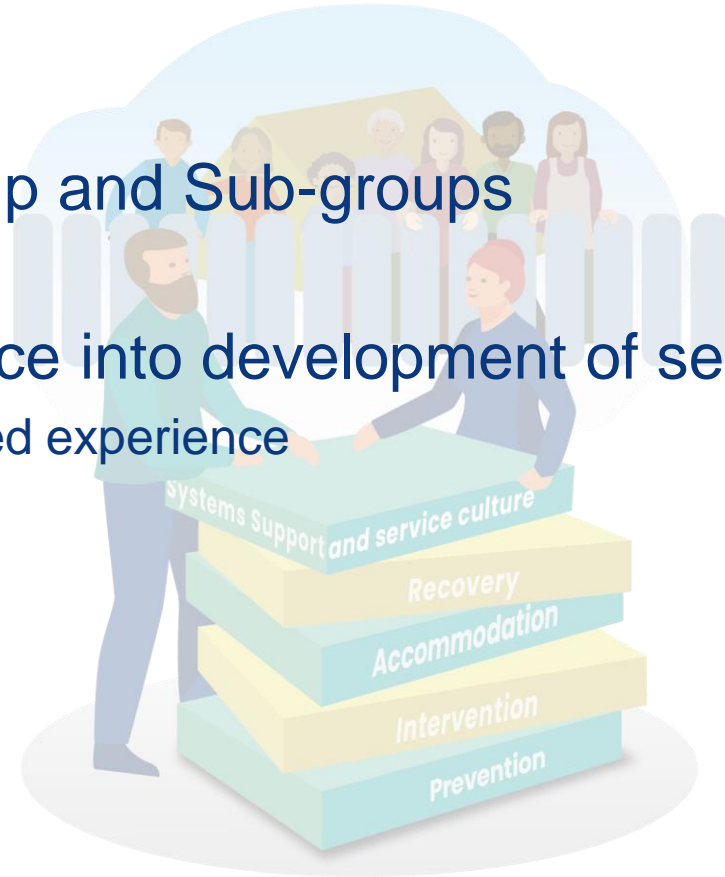 p and Sub-groups
ce into development of se
ed experience
Systems Support and service culture
Recovery
Accommodation
Intervention
Prevention